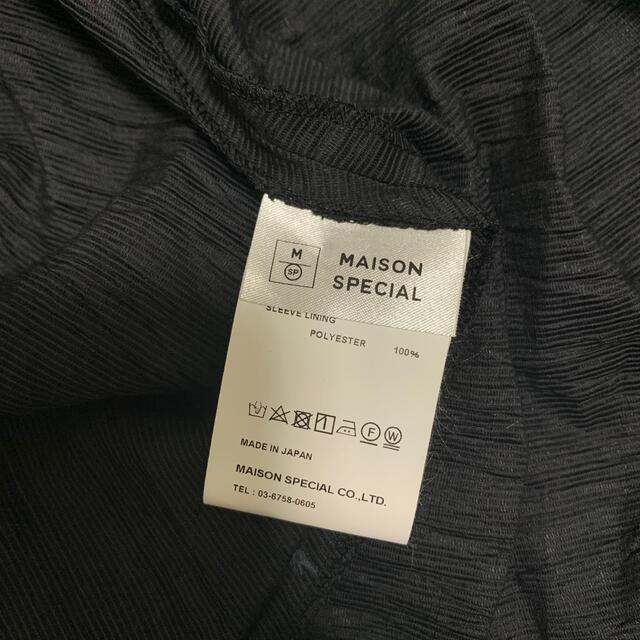 M
SP
MAISON
SPECIAL
SLEEVE LINING
POLYESTER 100%
MADE IN JAPAN
MAISON SPECIAL CO.,LTD.
TEL : 03-6758-0605